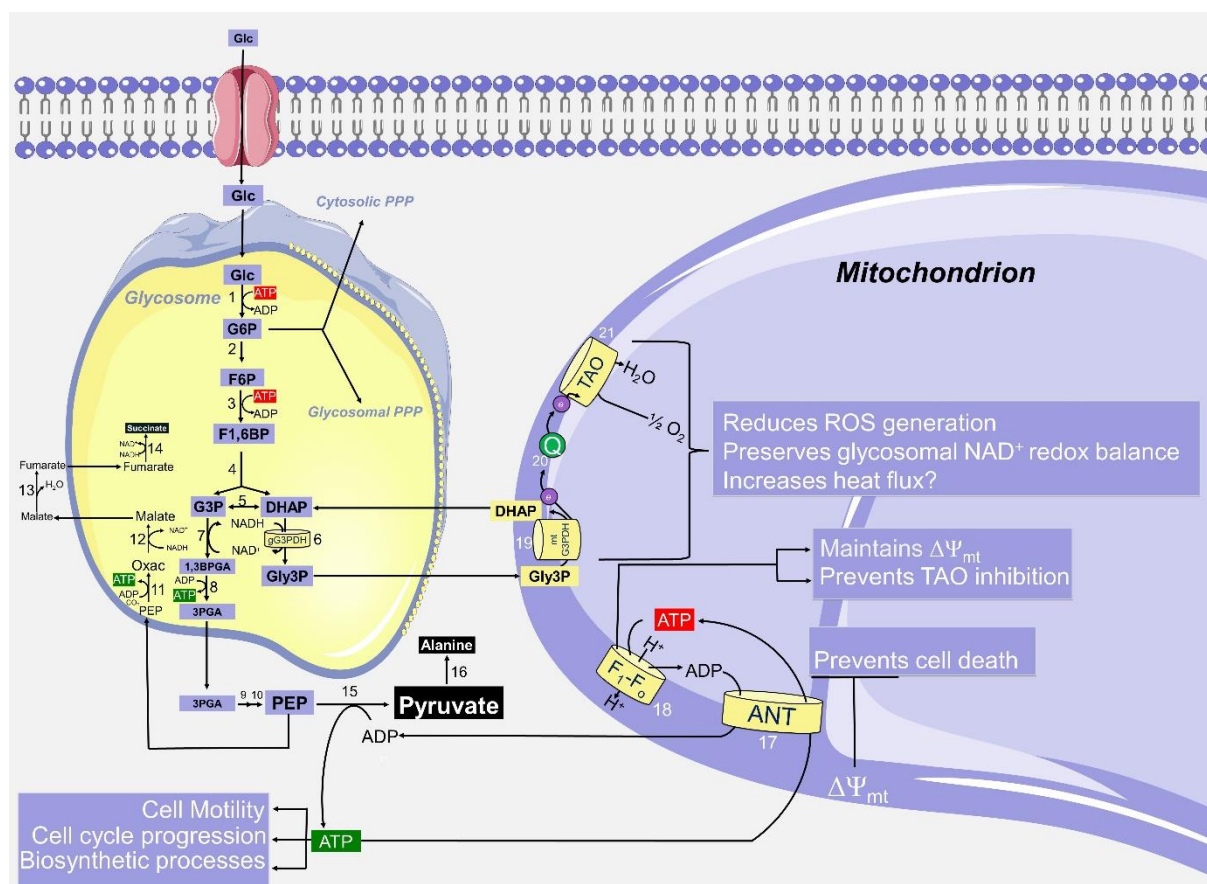 Glc
Glc
Cytosolic PPP
Glc
Glycosome
1
ATP
ADP
G6P
2
F6P
Glycosomal PPP
3
ATP
ADP
F1,6BP
Succinate
NAD⁺
NADH
14
Fumarate
Fumarate
4
13
H₂O
G3P
5
DHAP
Malate
Malate
12
NAD⁺
NADH
7
NADH
NAD⁺
gG3PDH
6
Oxac
1,3BPGA
Gly3P
ATP
ADP
CO₂
11
ADP
ATP
8
PEP
3PGA
3PGA
9
10
PEP
15
Pyruvate
16
Alanine
ADP
ATP
Cell Motility
Cell cycle progression
Biosynthetic processes
Mitochondrion
21
TAO
H₂O
½ O₂
e
Q
20
e
DHAP
19
mt
G3PDH
Gly3P
Reduces ROS generation
Preserves glycosomal NAD⁺ redox balance
Increases heat flux?
Maintains ΔΨmt
Prevents TAO inhibition
ATP
H⁺
F₁-Fₒ
ADP
H⁺
18
ANT
17
Prevents cell death
ΔΨmt